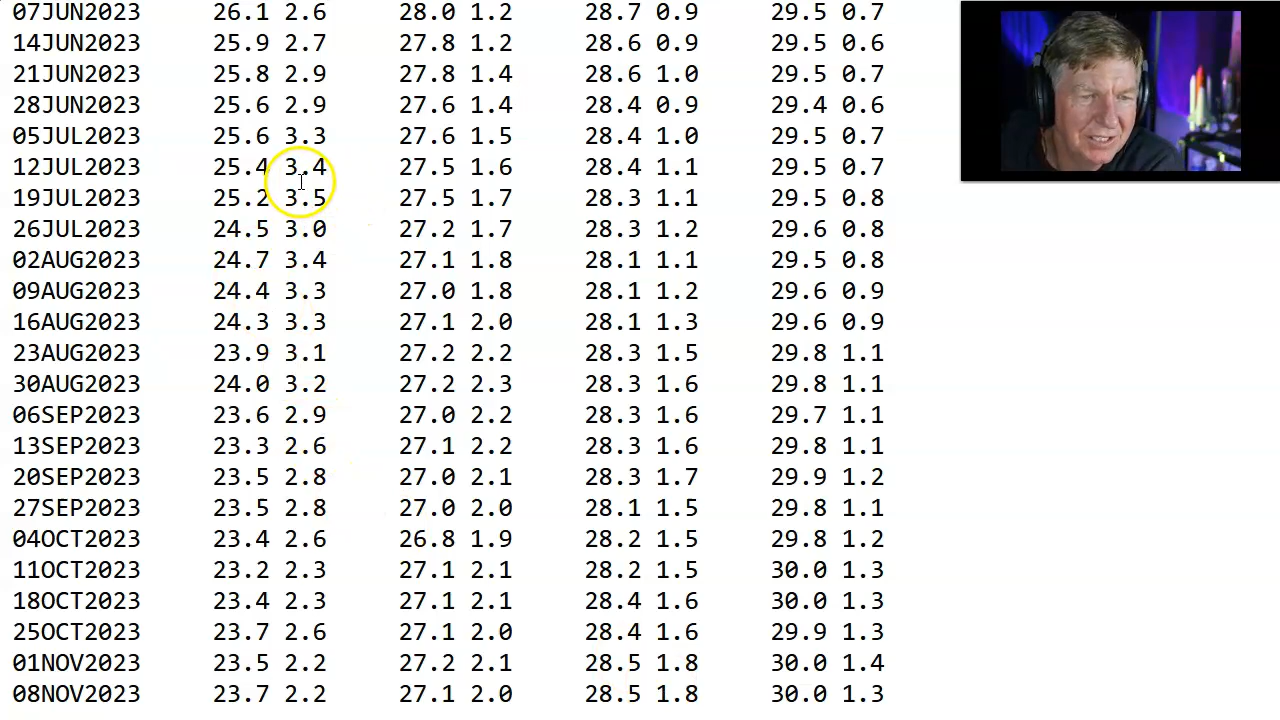 07JUN2023 26.1 2.6 28.0 1.2 28.7 0.9 29.5 0.7
14JUN2023 25.9 2.7 27.8 1.2 28.6 0.9 29.5 0.6
21JUN2023 25.8 2.9 27.8 1.4 28.6 1.0 29.5 0.7
28JUN2023 25.6 2.9 27.6 1.4 28.4 0.9 29.4 0.6
05JUL2023 25.6 3.3 27.6 1.5 28.4 1.0 29.5 0.7
12JUL2023 25.4 3.4 27.5 1.6 28.4 1.1 29.5 0.7
19JUL2023 25.2 3.5 27.5 1.7 28.3 1.1 29.5 0.8
26JUL2023 24.5 3.0 27.2 1.7 28.3 1.2 29.6 0.8
02AUG2023 24.7 3.4 27.1 1.8 28.1 1.1 29.5 0.8
09AUG2023 24.4 3.3 27.0 1.8 28.1 1.2 29.6 0.9
16AUG2023 24.3 3.3 27.1 2.0 28.1 1.3 29.6 0.9
23AUG2023 23.9 3.1 27.2 2.2 28.3 1.5 29.8 1.1
30AUG2023 24.0 3.2 27.2 2.3 28.3 1.6 29.8 1.1
06SEP2023 23.6 2.9 27.0 2.2 28.3 1.6 29.7 1.1
13SEP2023 23.3 2.6 27.1 2.2 28.3 1.6 29.8 1.1
20SEP2023 23.5 2.8 27.0 2.1 28.3 1.7 29.9 1.2
27SEP2023 23.5 2.8 27.0 2.0 28.1 1.5 29.8 1.1
04OCT2023 23.4 2.6 26.8 1.9 28.2 1.5 29.8 1.2
11OCT2023 23.2 2.3 27.1 2.1 28.2 1.5 30.0 1.3
18OCT2023 23.4 2.3 27.1 2.1 28.4 1.6 30.0 1.3
25OCT2023 23.7 2.6 27.1 2.0 28.4 1.6 29.9 1.3
01NOV2023 23.5 2.2 27.2 2.1 28.5 1.8 30.0 1.4
08NOV2023 23.7 2.2 27.1 2.0 28.5 1.8 30.0 1.3